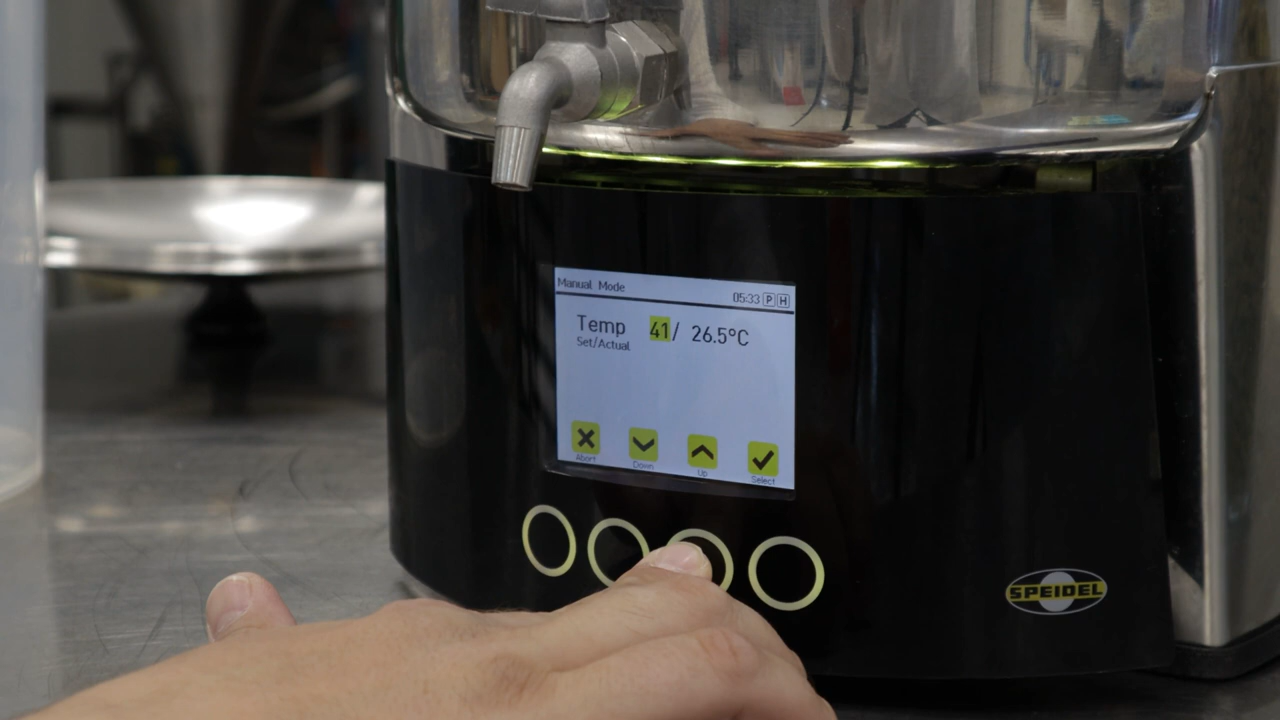 Manual Mode
05:33 P H
Temp 41/ 26.5°C
Set/Actual
Abort
Down
Up
Select
SPEIDEL